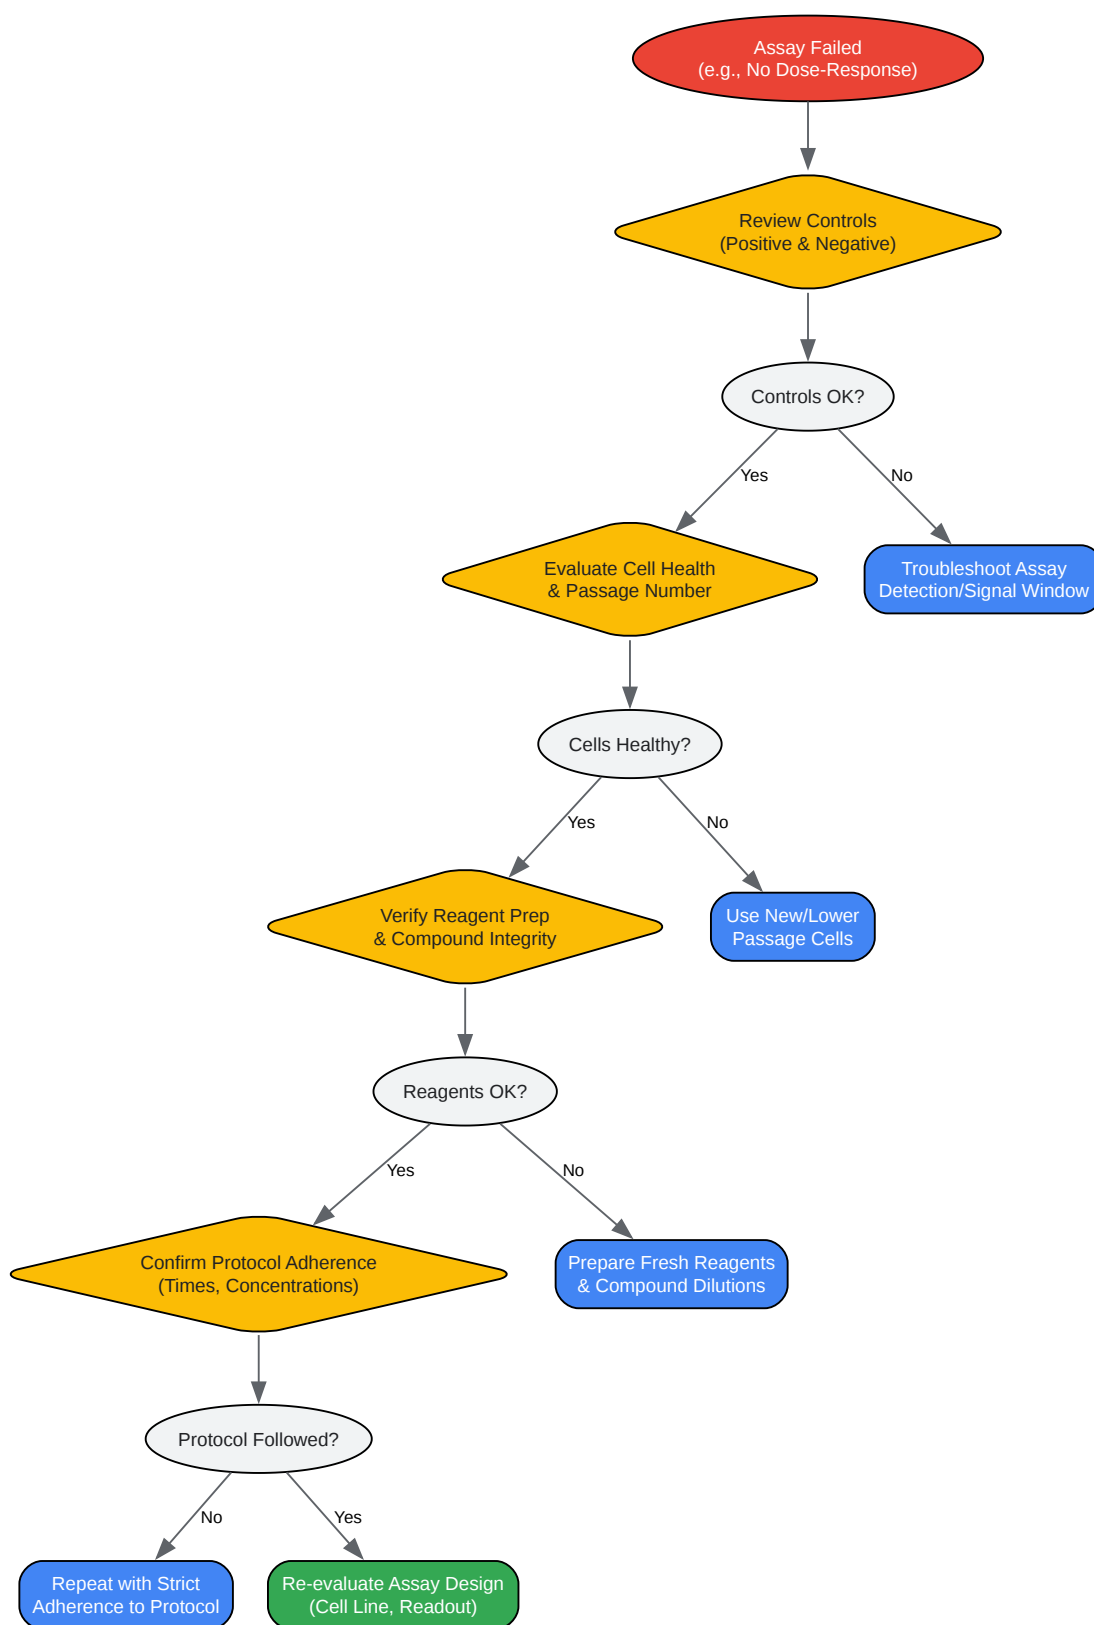 Assay Failed
(e.g., No Dose-Response)
Review Controls
(Positive & Negative)
Controls OK?
Yes
No
Evaluate Cell Health
& Passage Number
Troubleshoot Assay
Detection/Signal Window
Cells Healthy?
Yes
No
Verify Reagent Prep
& Compound Integrity
Use New/Lower
Passage Cells
Reagents OK?
Yes
No
Confirm Protocol Adherence
(Times, Concentrations)
Prepare Fresh Reagents
& Compound Dilutions
Protocol Followed?
No
Yes
Repeat with Strict
Adherence to Protocol
Re-evaluate Assay Design
(Cell Line, Readout)